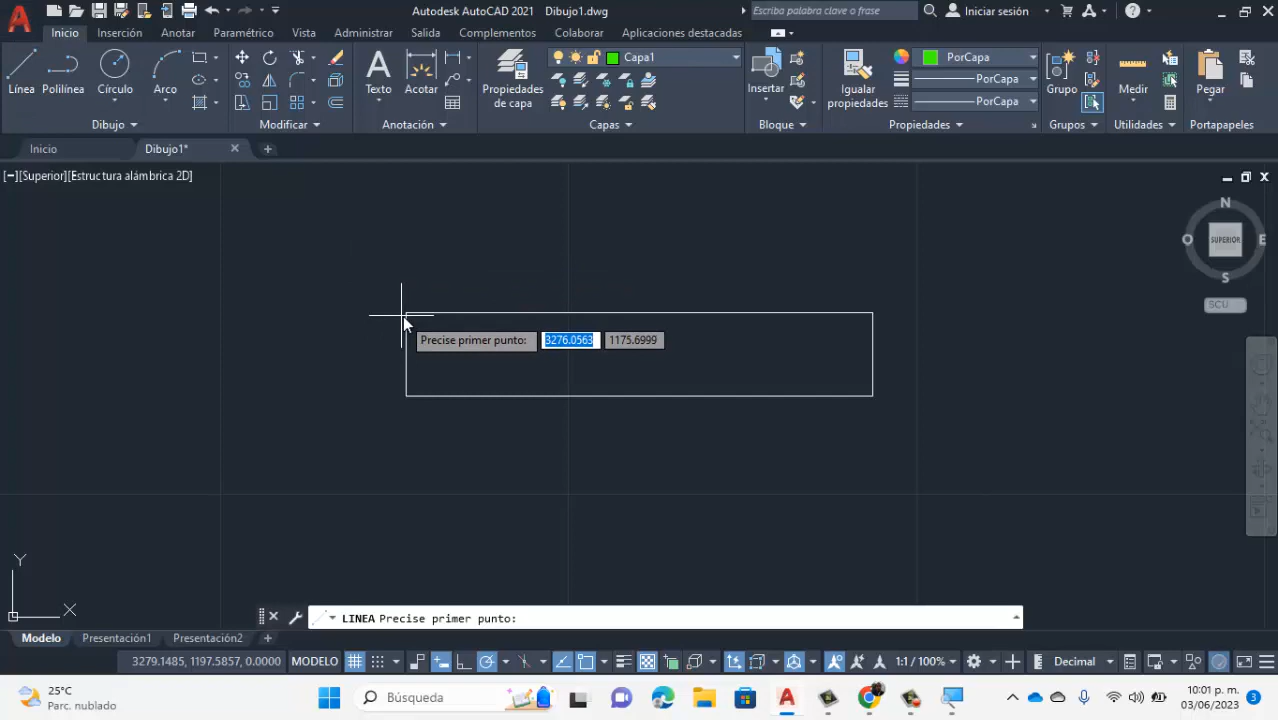 Autodesk AutoCAD 2021 Dibujo1.dwg
Escriba palabra clave o frase
Iniciar sesión
Inicio Inserción Anotar Paramétrico Vista Administrar Salida Complementos Colaborar Aplicaciones destacadas
Línea Polilínea Círculo Arco
Dibujo
Modificar
Texto Acotar
Anotación
Propiedades de capa
Capa1
Capas
Insertar
Bloque
Igualar propiedades
PorCapa
PorCapa
PorCapa
Propiedades
Grupo
Grupos
Medir
Utilidades
Pegar
Portapapeles
Inicio Dibujo1*
[−][Superior][Estructura alámbrica 2D]
N
O SUPERIOR E
S
SCU
Precise primer punto: 3276.0563 1175.6999
Y
X
LINEA Precise primer punto:
Modelo Presentación1 Presentación2
3279.1485, 1197.5857, 0.0000 MODELO 1:1 / 100% Decimal
25°C
Parc. nublado
Búsqueda
10:01 p. m.
03/06/2023
3